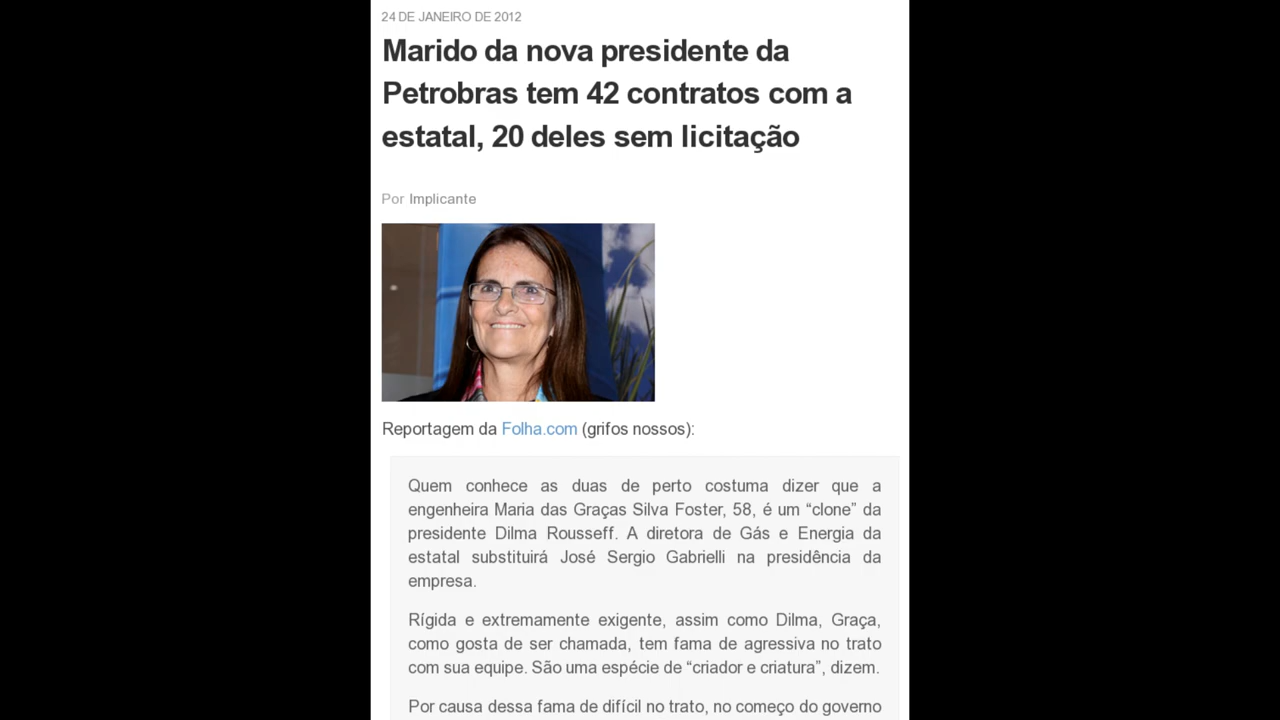 24 DE JANEIRO DE 2012
Marido da nova presidente da
Petrobras tem 42 contratos com a
estatal, 20 deles sem licitação
Por Implicante
Reportagem da Folha.com (grifos nossos):
Quem conhece as duas de perto costuma dizer que a
engenheira Maria das Graças Silva Foster, 58, é um “clone” da
presidente Dilma Rousseff. A diretora de Gás e Energia da
estatal substituirá José Sergio Gabrielli na presidência da
empresa.
Rígida e extremamente exigente, assim como Dilma, Graça,
como gosta de ser chamada, tem fama de agressiva no trato
com sua equipe. São uma espécie de “criador e criatura”, dizem.
Por causa dessa fama de difícil no trato, no começo do governo